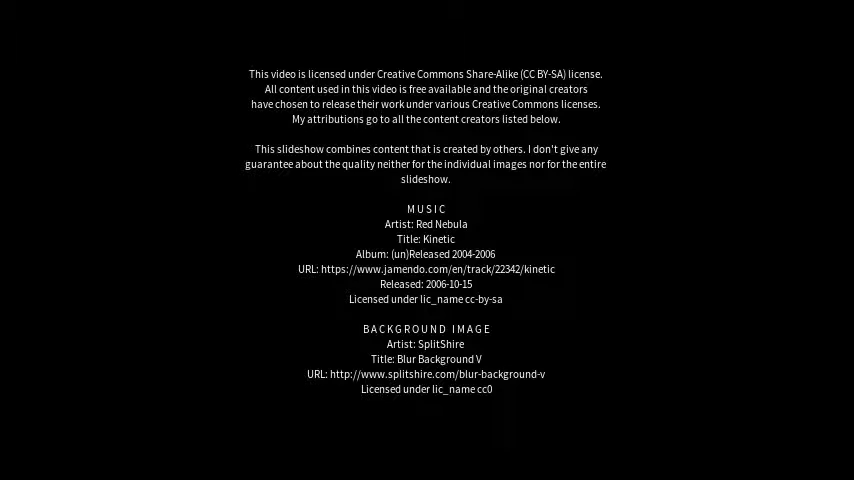 This video is licensed under Creative Commons Share-Alike (CC BY-SA) license.
All content used in this video is free available and the original creators
have chosen to release their work under various Creative Commons licenses.
My attributions go to all the content creators listed below.
This slideshow combines content that is created by others. I don't give any
guarantee about the quality neither for the individual images nor for the entire
slideshow.
MUSIC
Artist: Red Nebula
Title: Kinetic
Album: (un)Released 2004-2006
URL: https://www.jamendo.com/en/track/22342/kinetic
Released: 2006-10-15
Licensed under lic_name cc-by-sa
BACKGROUND IMAGE
Artist: SplitShire
Title: Blur Background V
URL: http://www.splitshire.com/blur-background-v
Licensed under lic_name cc0